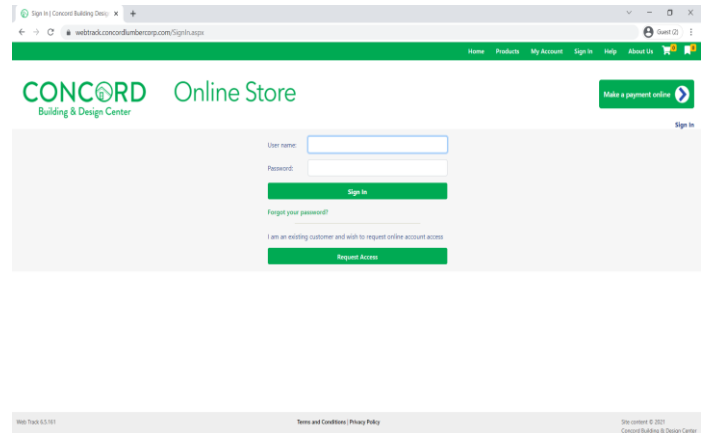 Sign In | Concord Building Desig
webtrack.concordlumbercorp.com/SignIn.aspx
Guest (2)
Home Products My Account Sign In Help About Us 0 0
CONCORD
Building & Design Center
Online Store
Make a payment online
Sign In
User name:
Password:
Sign In
Forgot your password?
I am an existing customer and wish to request online account access
Request Access
Web Track 6.5.161
Terms and Conditions | Privacy Policy
Site content © 2021
Concord Building & Design Center